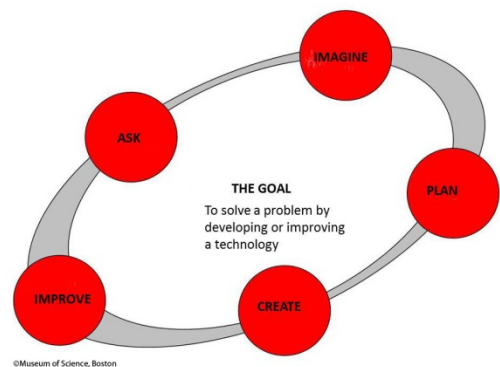 IMAGINE
ASK
PLAN
THE GOAL
To solve a problem by
developing or improving
a technology
IMPROVE
CREATE
©Museum of Science, Boston